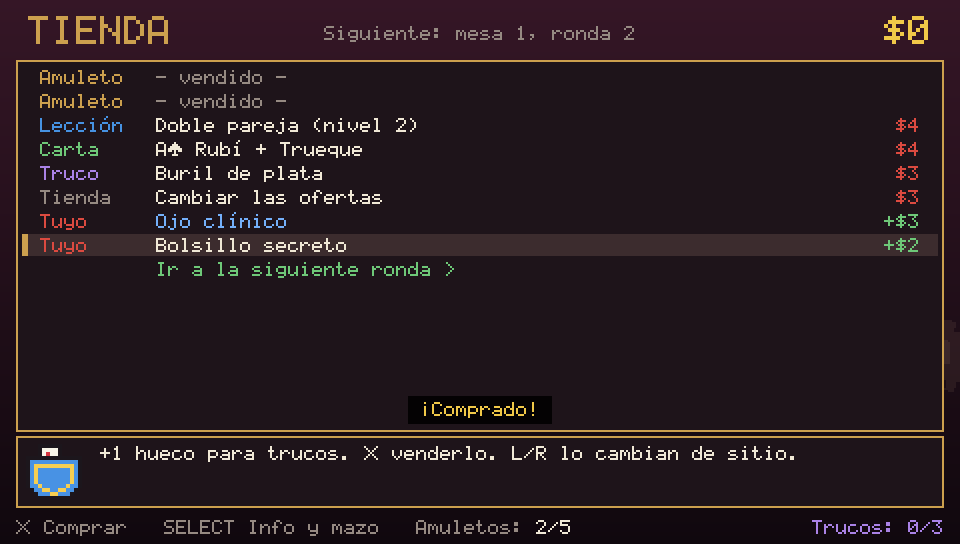 TIENDA Siguiente: mesa 1, ronda 2 $0
Amuleto - vendido -
Amuleto - vendido -
Lección Doble pareja (nivel 2) $4
Carta A♠ Rubí + Trueque $4
Truco Buril de plata $3
Tienda Cambiar las ofertas $3
Tuyo Ojo clínico +$3
Tuyo Bolsillo secreto +$2
Ir a la siguiente ronda >
¡Comprado!
+1 hueco para trucos. X venderlo. L/R lo cambian de sitio.
X Comprar SELECT Info y mazo Amuletos: 2/5 Trucos: 0/3